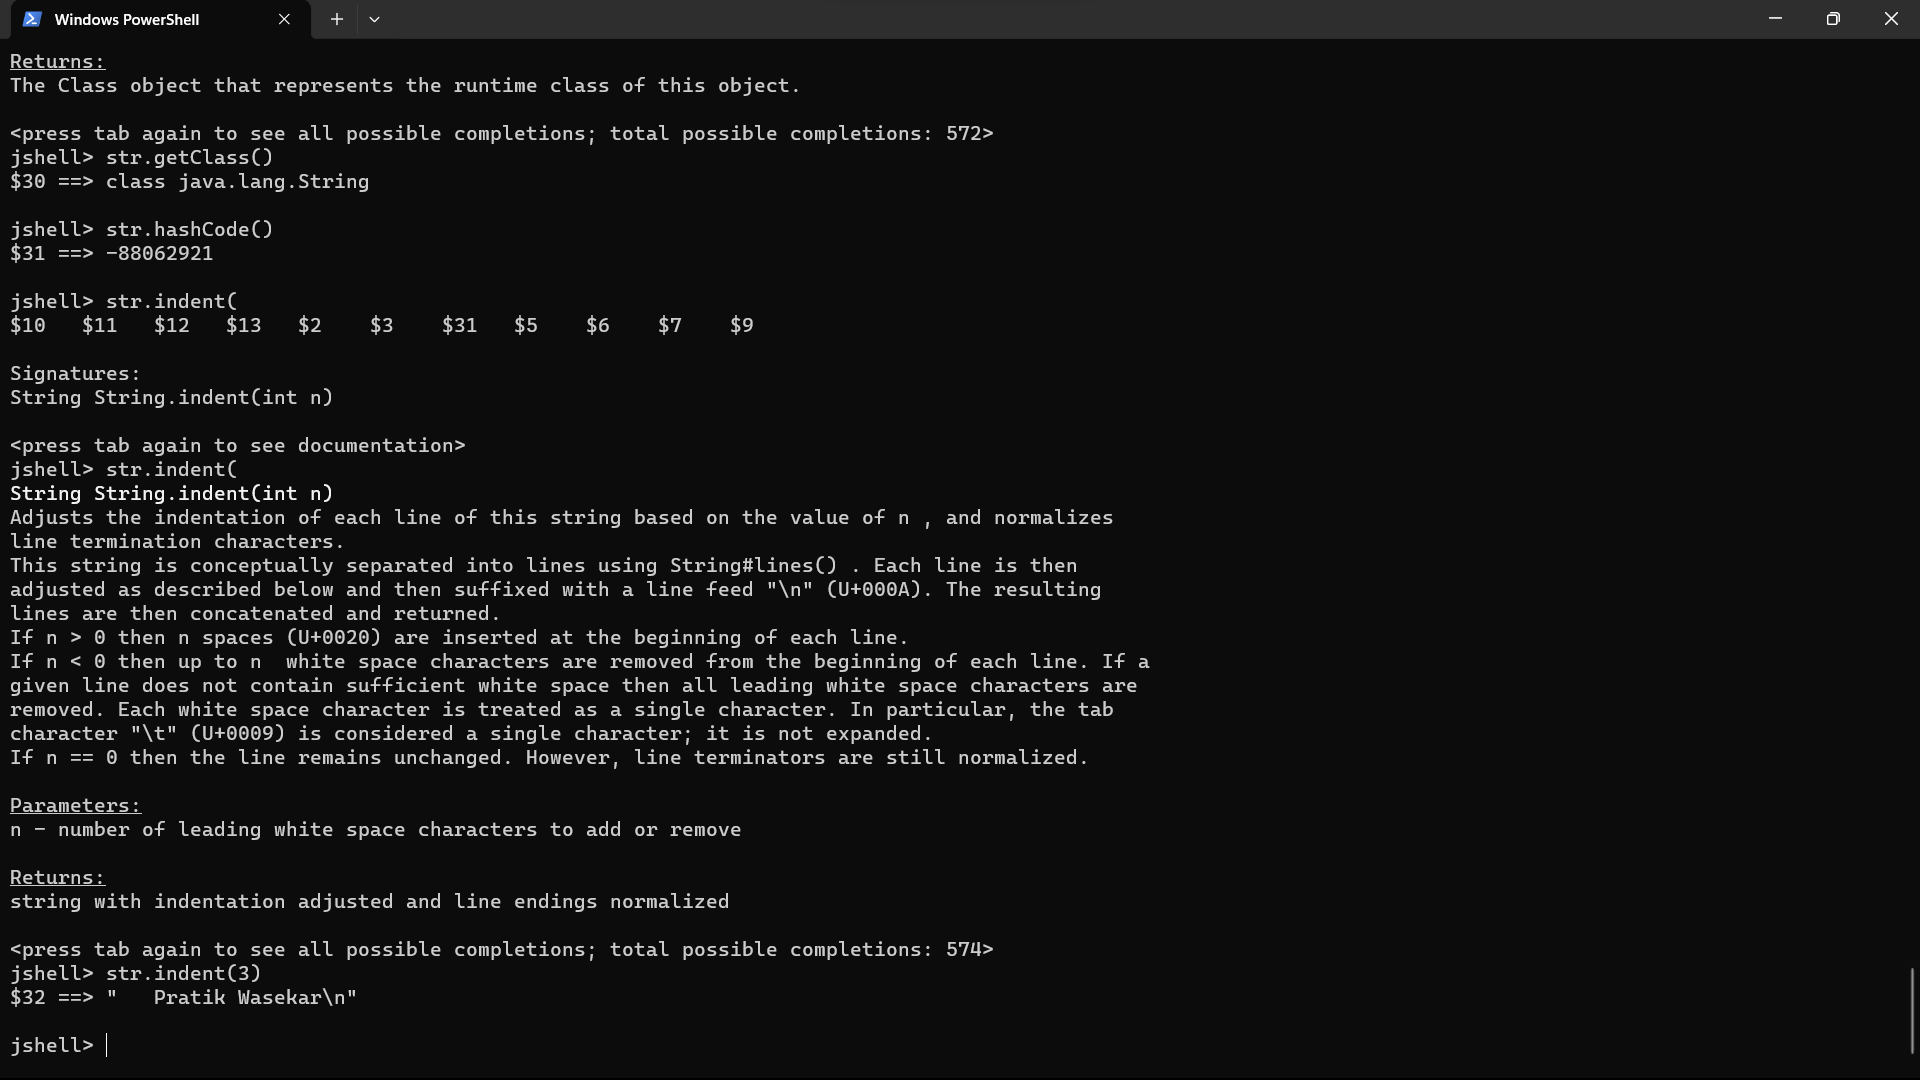 Windows PowerShell
Returns:
The Class object that represents the runtime class of this object.
<press tab again to see all possible completions; total possible completions: 572>
jshell> str.getClass()
$30 ==> class java.lang.String
jshell> str.hashCode()
$31 ==> -88062921
jshell> str.indent(
$10   $11   $12   $13   $2    $3    $31   $5    $6    $7    $9
Signatures:
String String.indent(int n)
<press tab again to see documentation>
jshell> str.indent(
String String.indent(int n)
Adjusts the indentation of each line of this string based on the value of n , and normalizes
line termination characters.
This string is conceptually separated into lines using String#lines() . Each line is then
adjusted as described below and then suffixed with a line feed "\n" (U+000A). The resulting
lines are then concatenated and returned.
If n > 0 then n spaces (U+0020) are inserted at the beginning of each line.
If n < 0 then up to n  white space characters are removed from the beginning of each line. If a
given line does not contain sufficient white space then all leading white space characters are
removed. Each white space character is treated as a single character. In particular, the tab
character "\t" (U+0009) is considered a single character; it is not expanded.
If n == 0 then the line remains unchanged. However, line terminators are still normalized.
Parameters:
n - number of leading white space characters to add or remove
Returns:
string with indentation adjusted and line endings normalized
<press tab again to see all possible completions; total possible completions: 574>
jshell> str.indent(3)
$32 ==> "   Pratik Wasekar\n"
jshell>